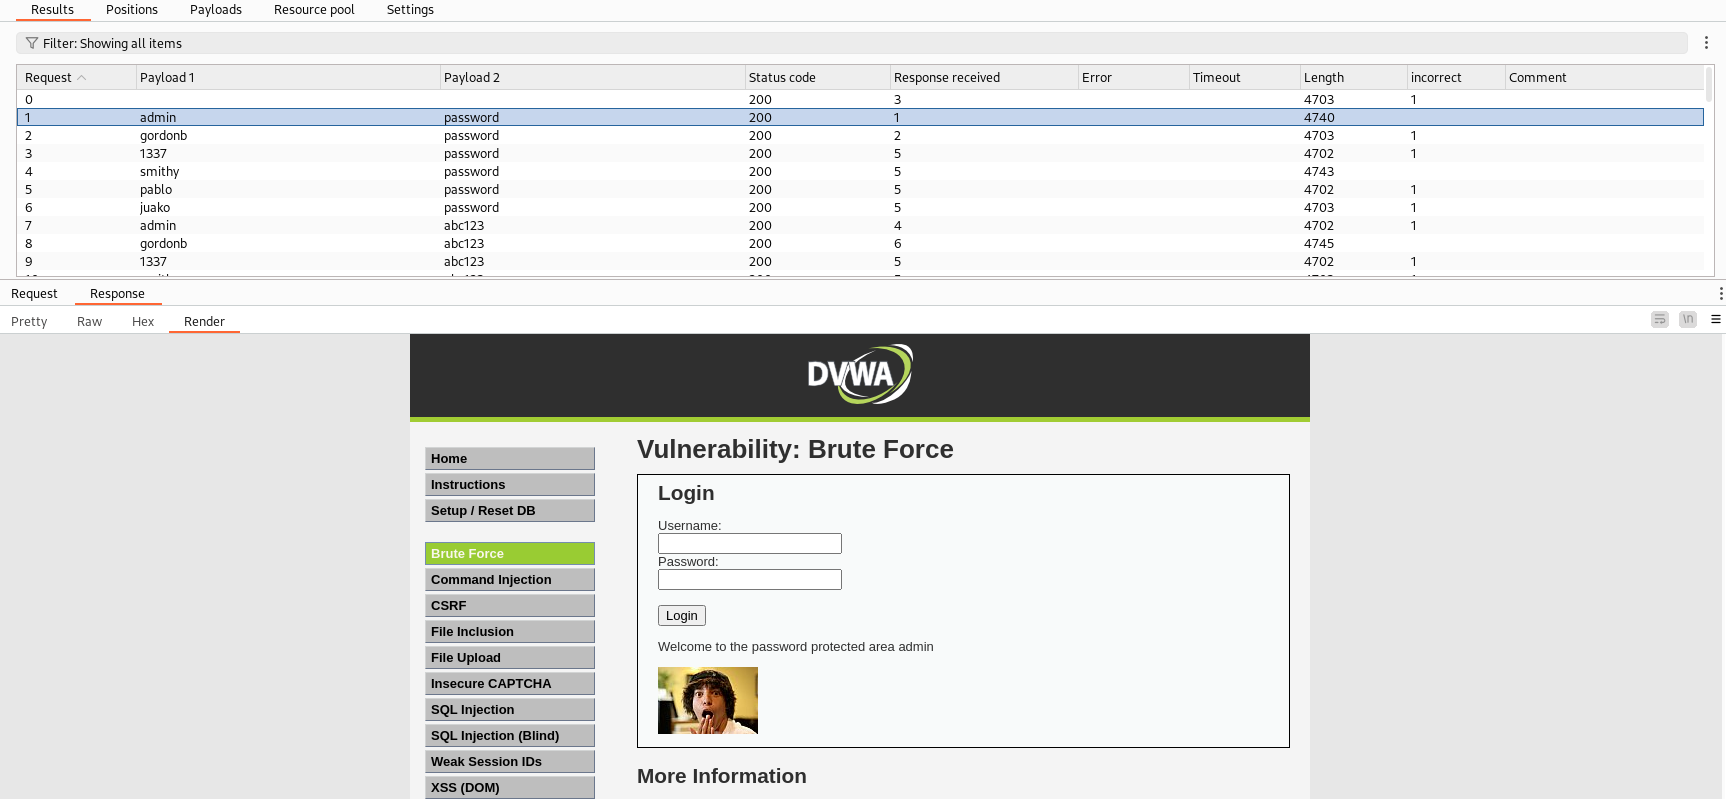 Results Positions Payloads Resource pool Settings
Filter: Showing all items
Request Payload 1 Payload 2 Status code Response received Error Timeout Length incorrect Comment
0 200 3 4703 1
1 admin password 200 1 4740
2 gordonb password 200 2 4703 1
3 1337 password 200 5 4702 1
4 smithy password 200 5 4743
5 pablo password 200 5 4702 1
6 juako password 200 5 4703 1
7 admin abc123 200 4 4702 1
8 gordonb abc123 200 6 4745
9 1337 abc123 200 5 4702 1
Request Response
Pretty Raw Hex Render
\n
DVWA
Home
Instructions
Setup / Reset DB
Brute Force
Command Injection
CSRF
File Inclusion
File Upload
Insecure CAPTCHA
SQL Injection
SQL Injection (Blind)
Weak Session IDs
XSS (DOM)
Vulnerability: Brute Force
Login
Username:
Password:
Login
Welcome to the password protected area admin
More Information